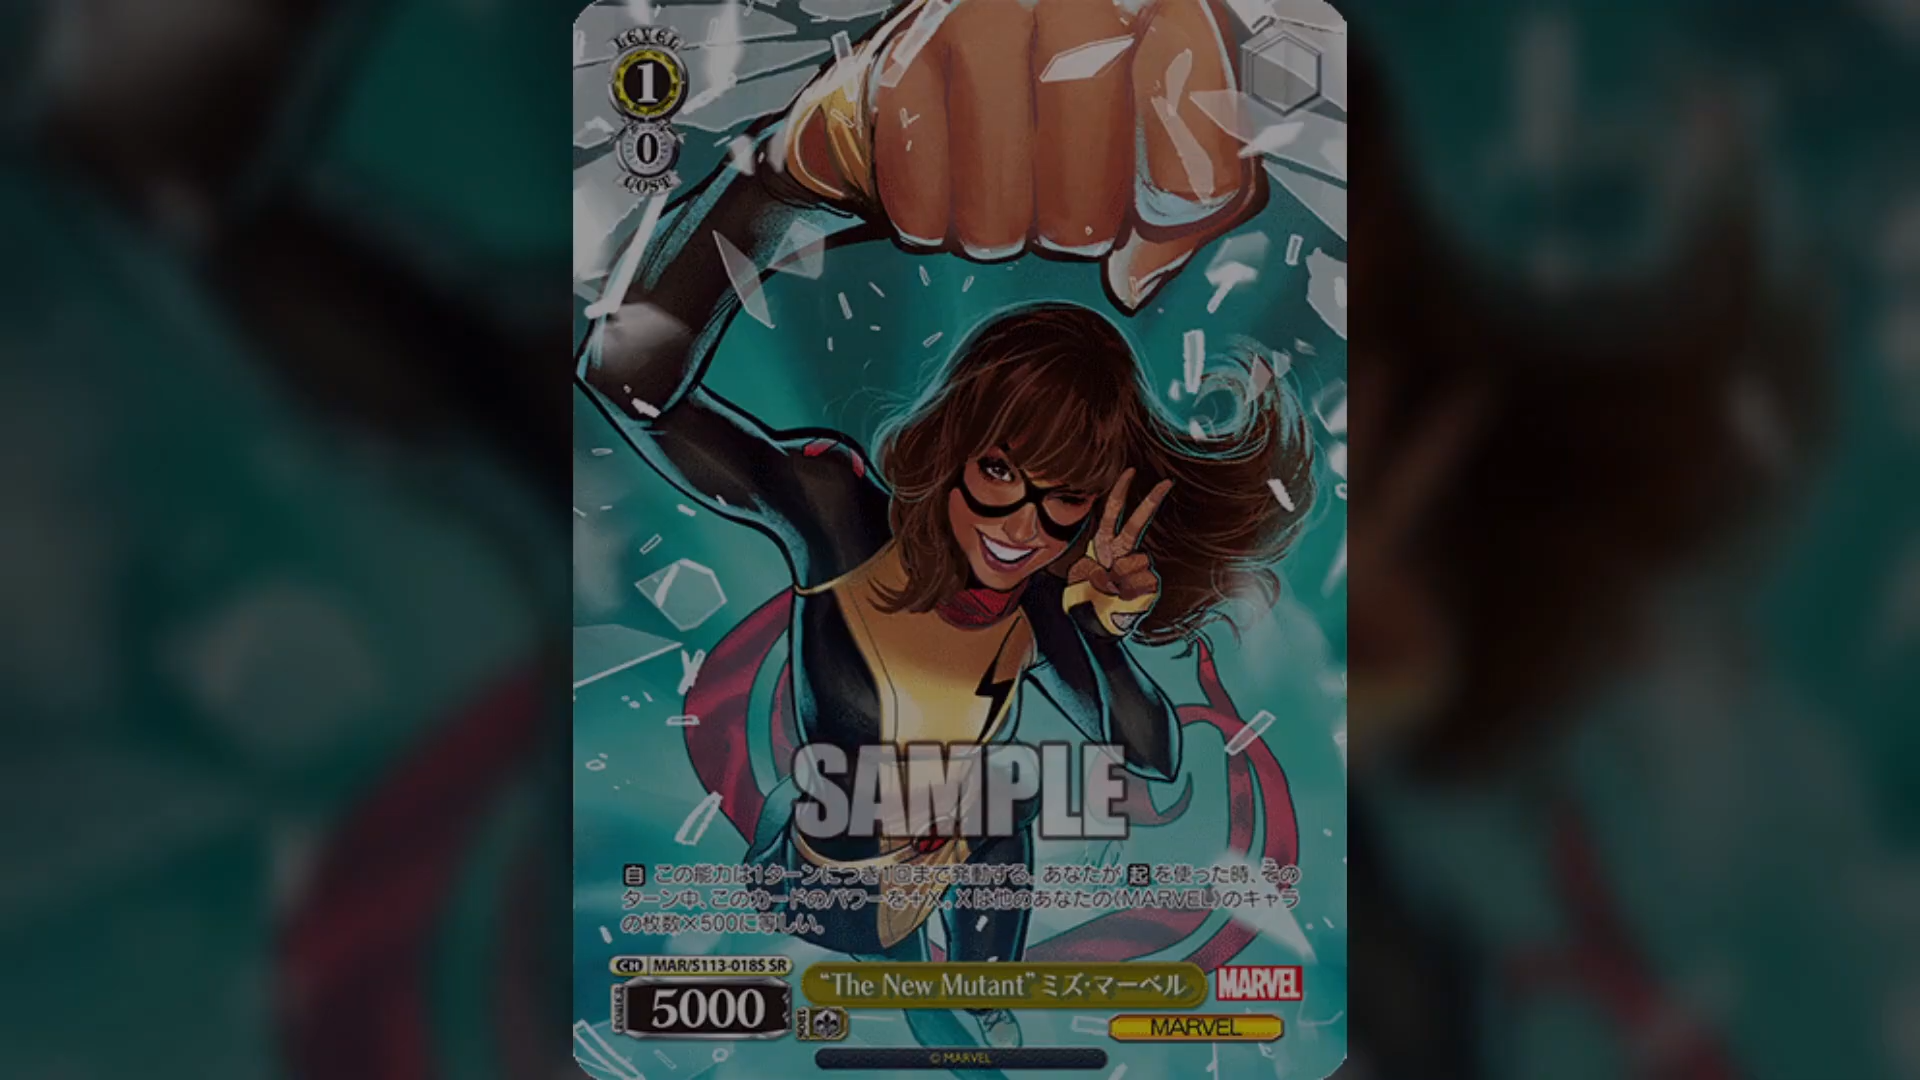 LEVEL
1
0
COST
SAMPLE
自 この能力は1ターンにつき1回まで発動する。あなたが 起 を使った時、その
ターン中、このカードのパワーを+X。Xは他のあなたの《MARVEL》のキャラ
の枚数×500に等しい。
CH MAR/S113-018S SR
"The New Mutant" ミズ・マーベル
MARVEL
POWER 5000
SOUL
MARVEL
© MARVEL